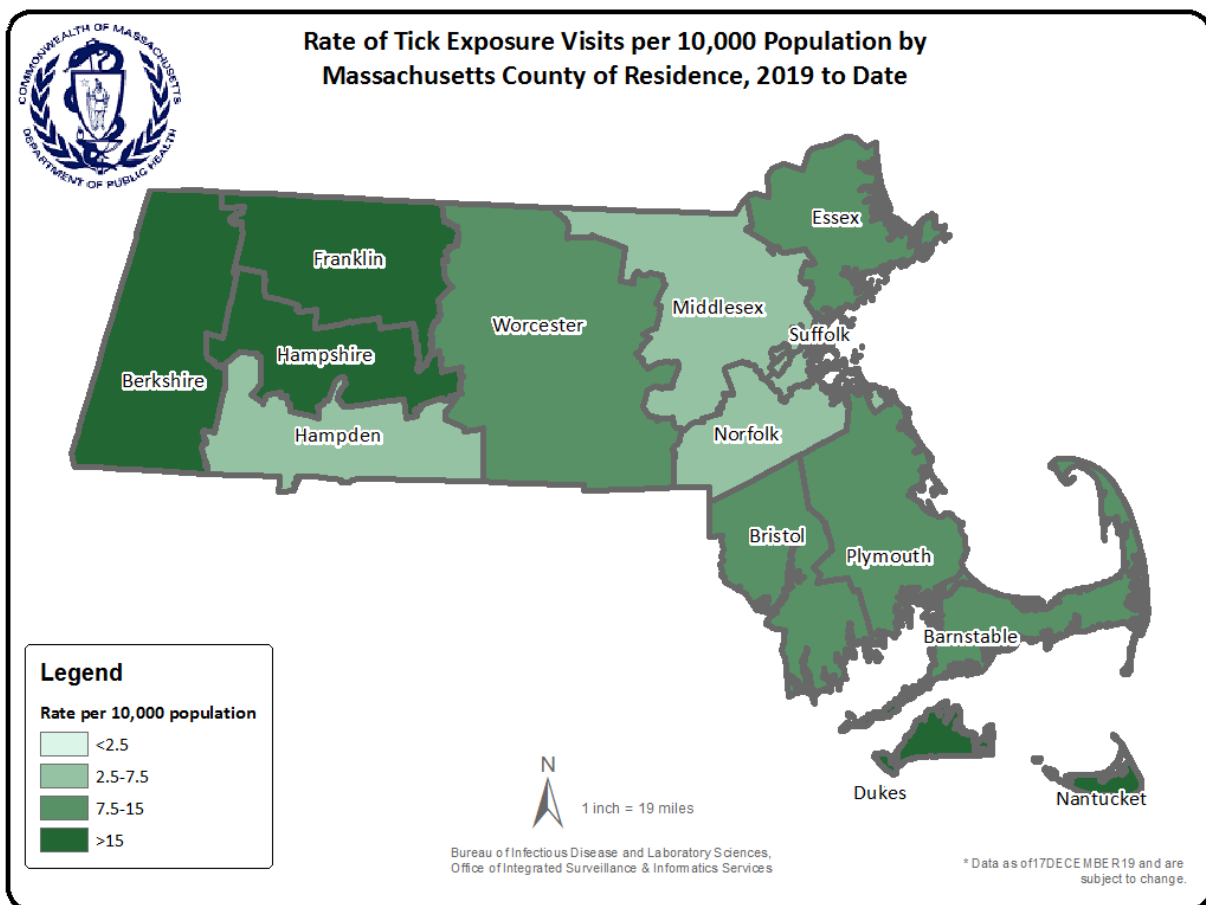 COMMONWEALTH OF MASSACHUSETTS
DEPARTMENT OF PUBLIC HEALTH
Rate of Tick Exposure Visits per 10,000 Population by
Massachusetts County of Residence, 2019 to Date
Essex
Franklin
Middlesex
Worcester
Suffolk
Hampshire
Berkshire
Hampden
Norfolk
Bristol
Plymouth
Barnstable
Dukes
Nantucket
Legend
Rate per 10,000 population
<2.5
2.5-7.5
7.5-15
>15
N
1 inch = 19 miles
Bureau of Infectious Disease and Laboratory Sciences,
Office of Integrated Surveillance & Informatics Services
* Data as of17DECEMBER19 and are
subject to change.